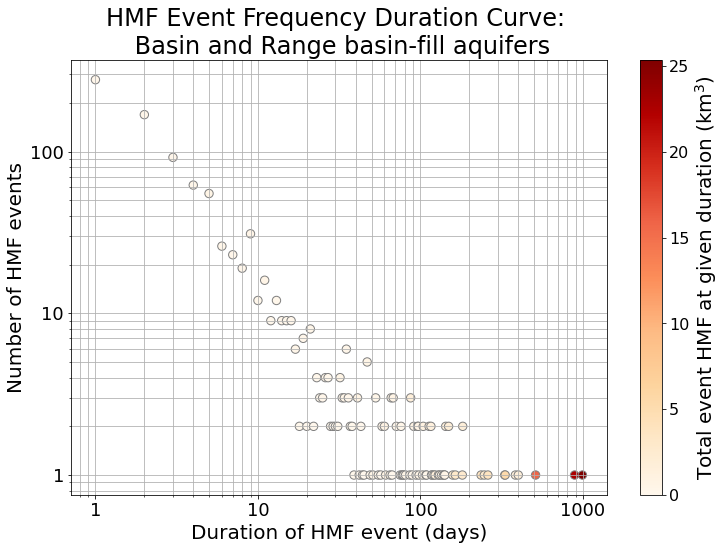 HMF Event Frequency Duration Curve:
Basin and Range basin-fill aquifers
Number of HMF events
100
10
1
1
10
100
1000
Duration of HMF event (days)
25
20
15
10
5
0
Total event HMF at given duration (km³)